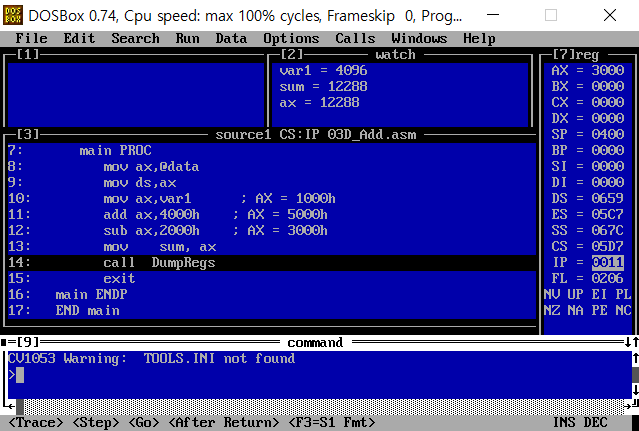 DOSBox 0.74, Cpu speed: max 100% cycles, Frameskip  0, Prog...
File  Edit  Search  Run  Data  Options  Calls  Windows  Help
[1]
[2] watch
var1 = 4096
sum = 12288
ax = 12288
[3] source1 CS:IP 03D_Add.asm
7:      main PROC
8:         mov ax,@data
9:         mov ds,ax
10:        mov ax,var1      ; AX = 1000h
11:        add ax,4000h    ; AX = 5000h
12:        sub ax,2000h    ; AX = 3000h
13:        mov    sum, ax
14:        call  DumpRegs
15:        exit
16:   main ENDP
17:   END main
[7]reg
AX = 3000
BX = 0000
CX = 0000
DX = 0000
SP = 0400
BP = 0000
SI = 0000
DI = 0000
DS = 0659
ES = 05C7
SS = 067C
CS = 05D7
IP = 0011
FL = 0206
NV UP EI PL
NZ NA PE NC
[9] command
CV1053 Warning:  TOOLS.INI not found
>
<Trace> <Step> <Go> <After Return> <F3=S1 Fmt>
INS DEC